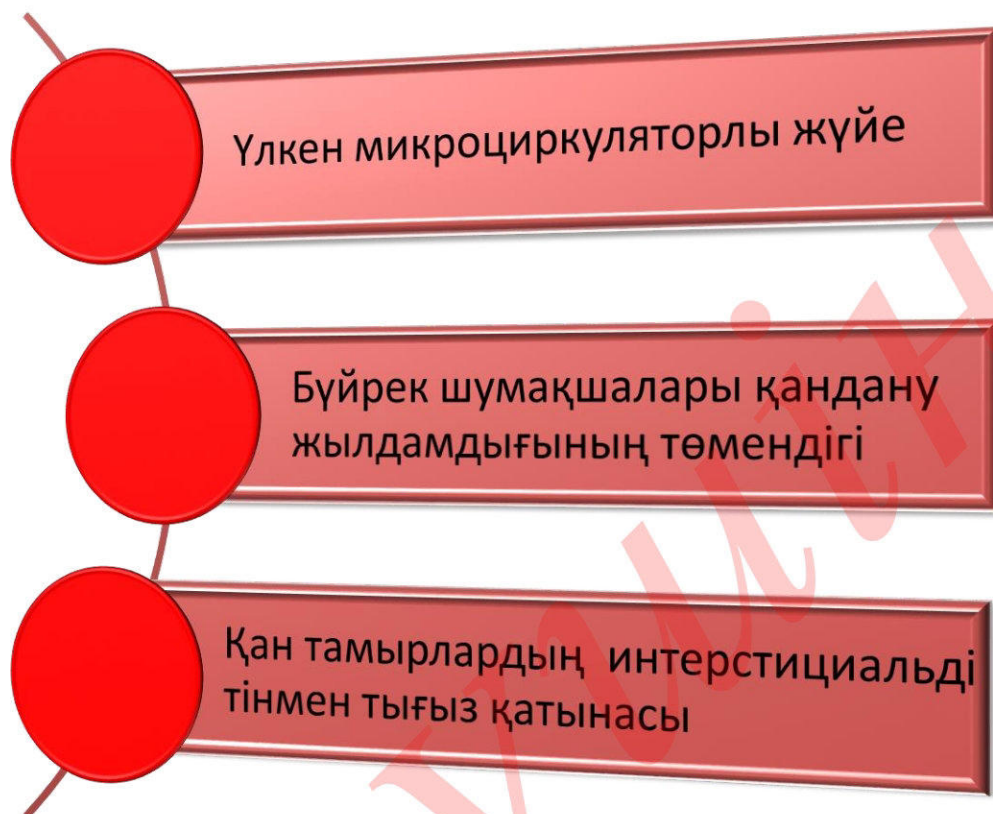 Үлкен микроциркуляторлы жүйе
Бүйрек шумақшалары қандану
жылдамдығының төмендігі
Қан тамырлардың интерстициальді
тінмен тығыз қатынасы